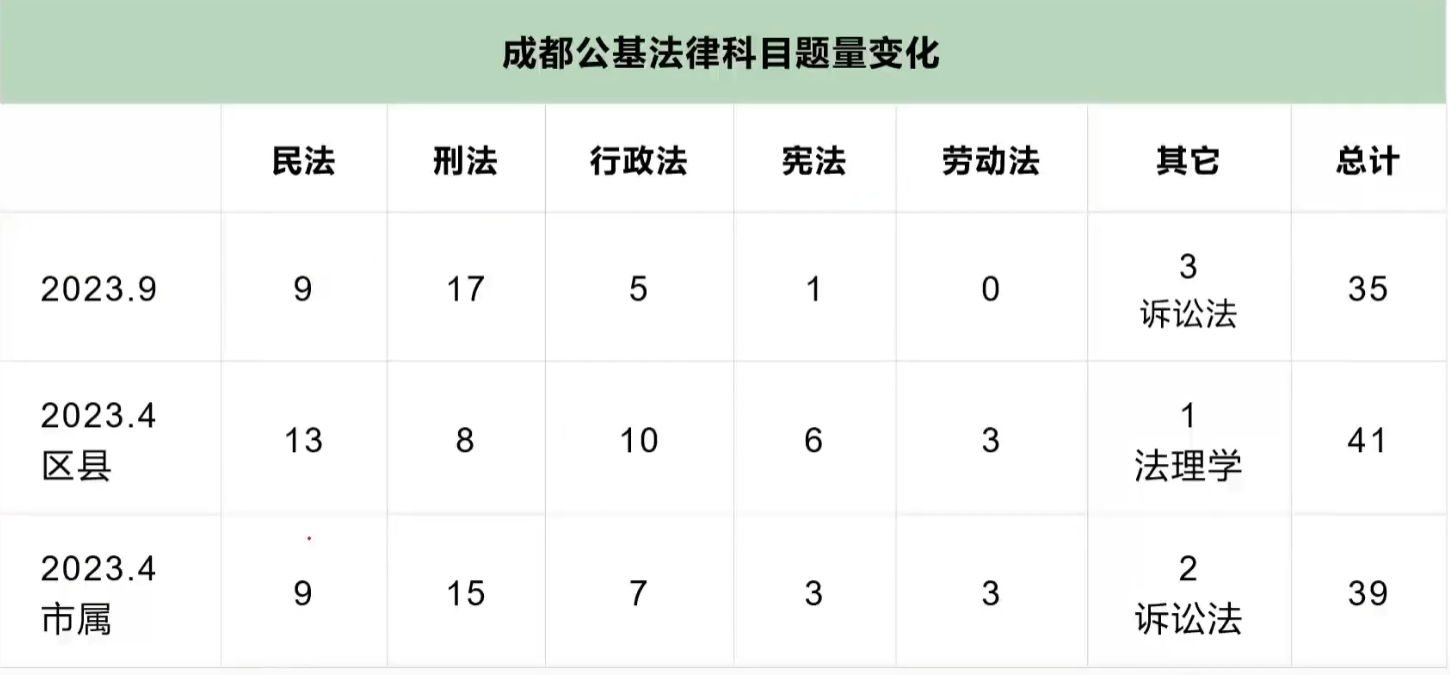 成都公基法律科目题量变化
民法 刑法 行政法 宪法 劳动法 其它 总计
2023.9 9 17 5 1 0 3 诉讼法 35
2023.4 区县 13 8 10 6 3 1 法理学 41
2023.4 市属 9 15 7 3 3 2 诉讼法 39